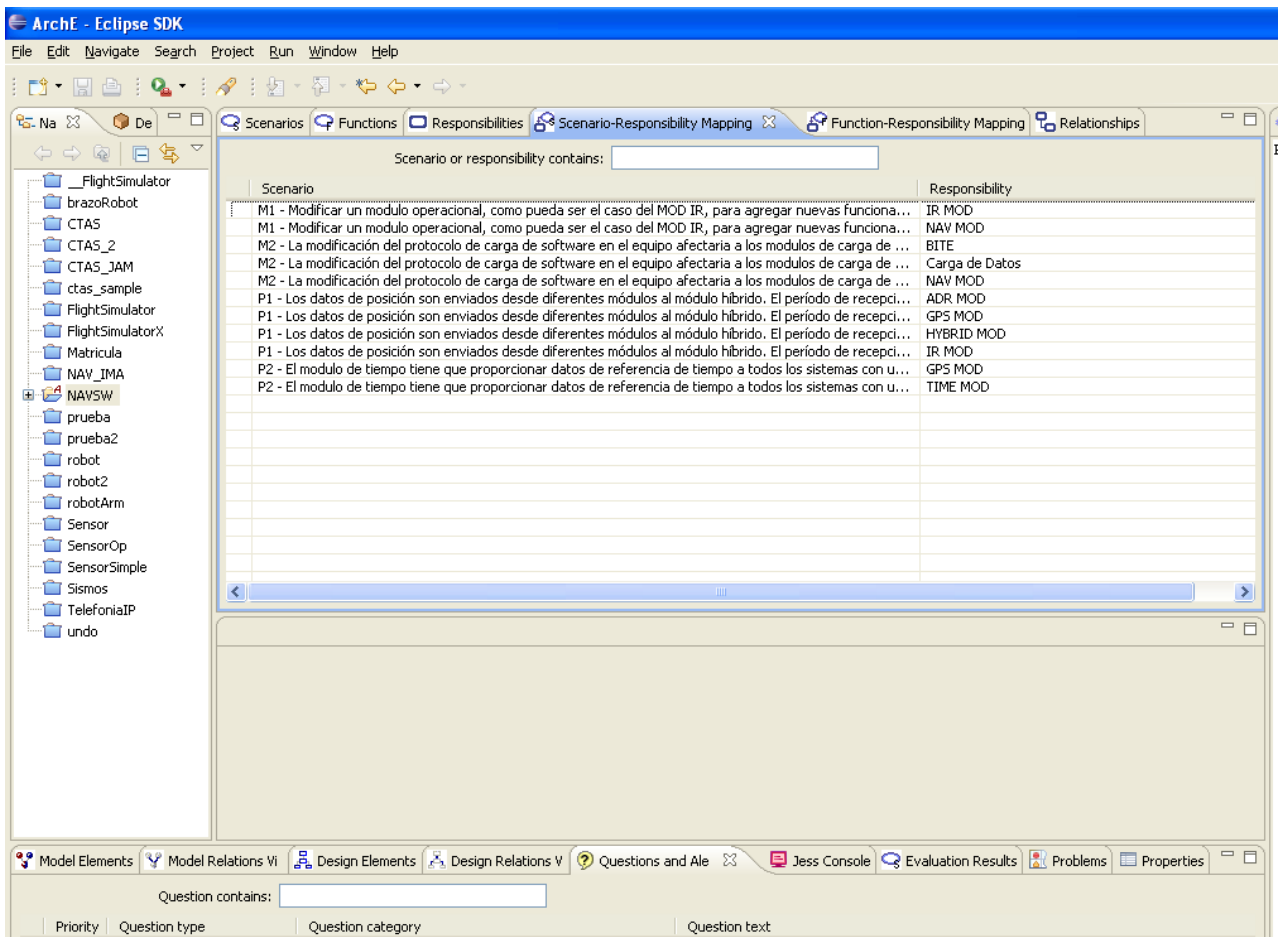 ArchE - Eclipse SDK
File Edit Navigate Search Project Run Window Help
Na De Scenarios Functions Responsibilities Scenario-Responsibility Mapping Function-Responsibility Mapping Relationships
Scenario or responsibility contains:
__FlightSimulator
brazoRobot
CTAS
CTAS_2
CTAS_JAM
ctas_sample
FlightSimulator
FlightSimulatorX
Matricula
NAV_IMA
NAVSW
prueba
prueba2
robot
robot2
robotArm
Sensor
SensorOp
SensorSimple
Sismos
TelefoniaIP
undo
Scenario Responsibility
M1 - Modificar un modulo operacional, como pueda ser el caso del MOD IR, para agregar nuevas funciona... IR MOD
M1 - Modificar un modulo operacional, como pueda ser el caso del MOD IR, para agregar nuevas funciona... NAV MOD
M2 - La modificación del protocolo de carga de software en el equipo afectaria a los modulos de carga de ... BITE
M2 - La modificación del protocolo de carga de software en el equipo afectaria a los modulos de carga de ... Carga de Datos
M2 - La modificación del protocolo de carga de software en el equipo afectaria a los modulos de carga de ... NAV MOD
P1 - Los datos de posición son enviados desde diferentes módulos al módulo híbrido. El período de recepci... ADR MOD
P1 - Los datos de posición son enviados desde diferentes módulos al módulo híbrido. El período de recepci... GPS MOD
P1 - Los datos de posición son enviados desde diferentes módulos al módulo híbrido. El período de recepci... HYBRID MOD
P1 - Los datos de posición son enviados desde diferentes módulos al módulo híbrido. El período de recepci... IR MOD
P2 - El modulo de tiempo tiene que proporcionar datos de referencia de tiempo a todos los sistemas con u... GPS MOD
P2 - El modulo de tiempo tiene que proporcionar datos de referencia de tiempo a todos los sistemas con u... TIME MOD
Model Elements Model Relations Vi Design Elements Design Relations V Questions and Ale Jess Console Evaluation Results Problems Properties
Question contains:
Priority Question type Question category Question text